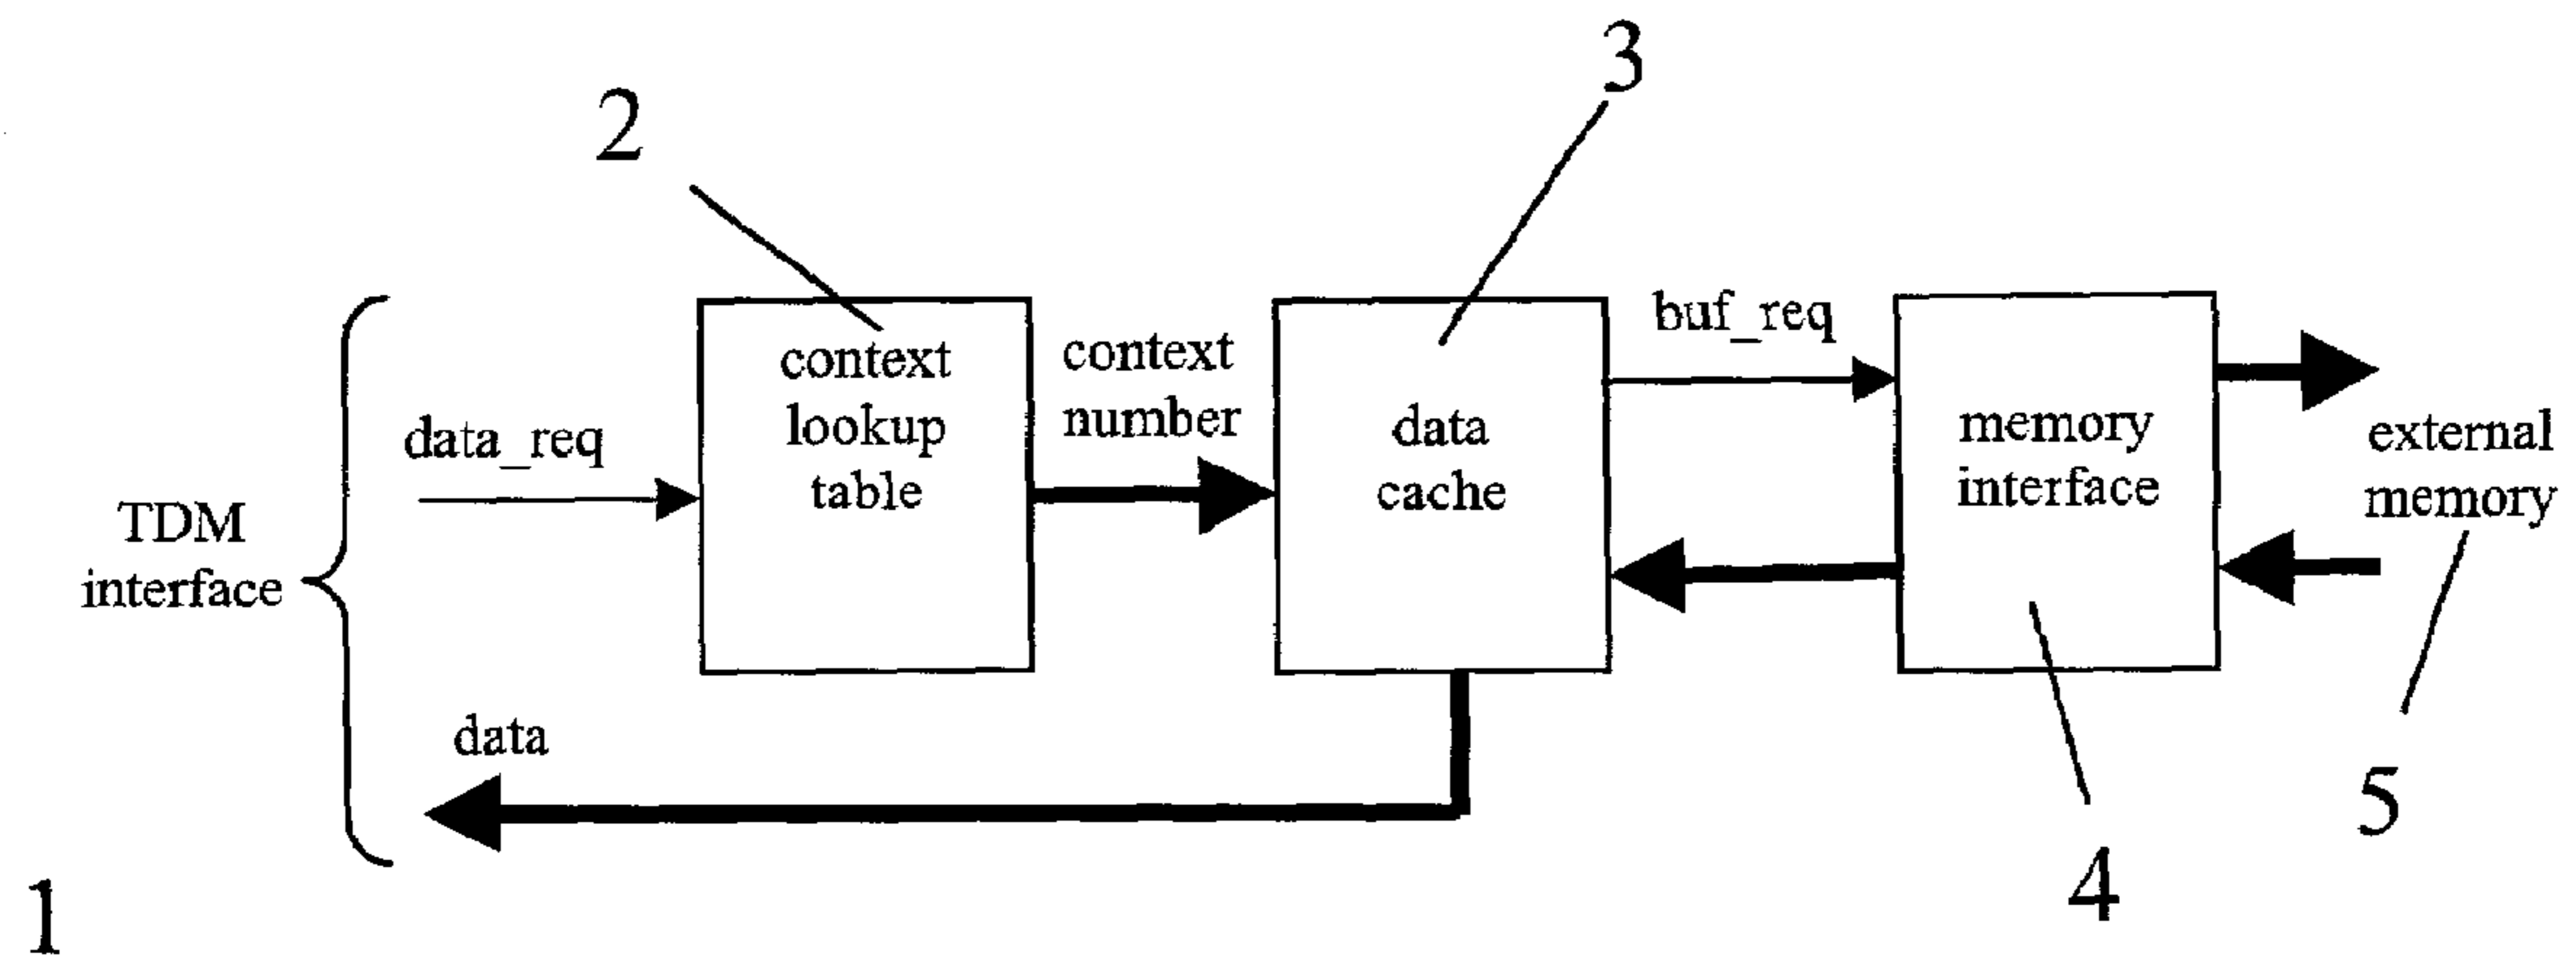 3
2
buf_req
context
lookup
table
context
number
data
cache
memory
interface
external
memory
data_req
TDM
interface
data
5
4
1